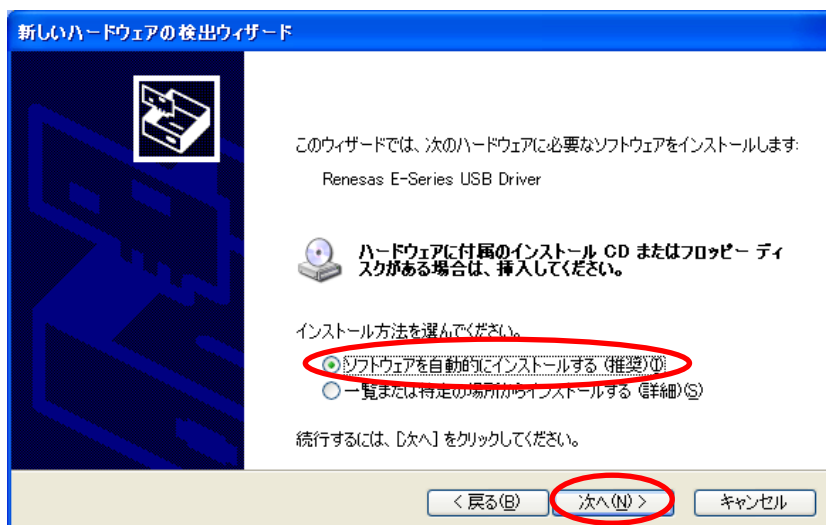 新しいハードウェアの検出ウィザード
このウィザードでは、次のハードウェアに必要なソフトウェアをインストールします:
Renesas E-Series USB Driver
ハードウェアに付属のインストール CD またはフロッピー ディ
スクがある場合は、挿入してください。
インストール方法を選んでください。
ソフトウェアを自動的にインストールする (推奨)(I)
一覧または特定の場所からインストールする (詳細)(S)
続行するには、[次へ] をクリックしてください。
< 戻る(B) 次へ(N) > キャンセル